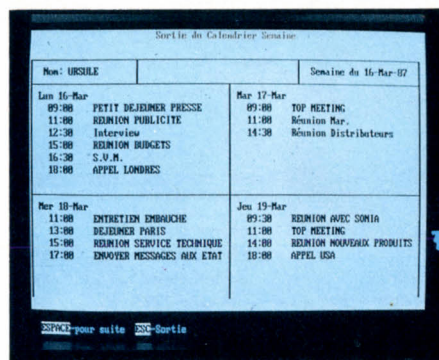 Sortie du Calendrier Semaine
Nom: URSULE
Semaine du 16-Mar-87
Lun 16-Mar
09:00 PETIT DEJEUNER PRESSE
11:00 REUNION PUBLICITE
12:30 Interview
15:00 REUNION BUDGETS
16:30 S.V.M.
18:00 APPEL LONDRES
Mar 17-Mar
09:00 TOP MEETING
11:00 Réunion Mar.
14:30 Réunion Distributeurs
Mer 18-Mar
11:00 ENTRETIEN EMBAUCHE
13:00 DEJEUNER PARIS
15:00 REUNION SERVICE TECHNIQUE
17:00 ENVOYER MESSAGES AUX ETAT
Jeu 19-Mar
09:30 REUNION AVEC SONIA
11:00 TOP MEETING
14:00 REUNION NOUVEAUX PRODUITS
18:00 APPEL USA
ESPACE-pour suite ESC-Sortie